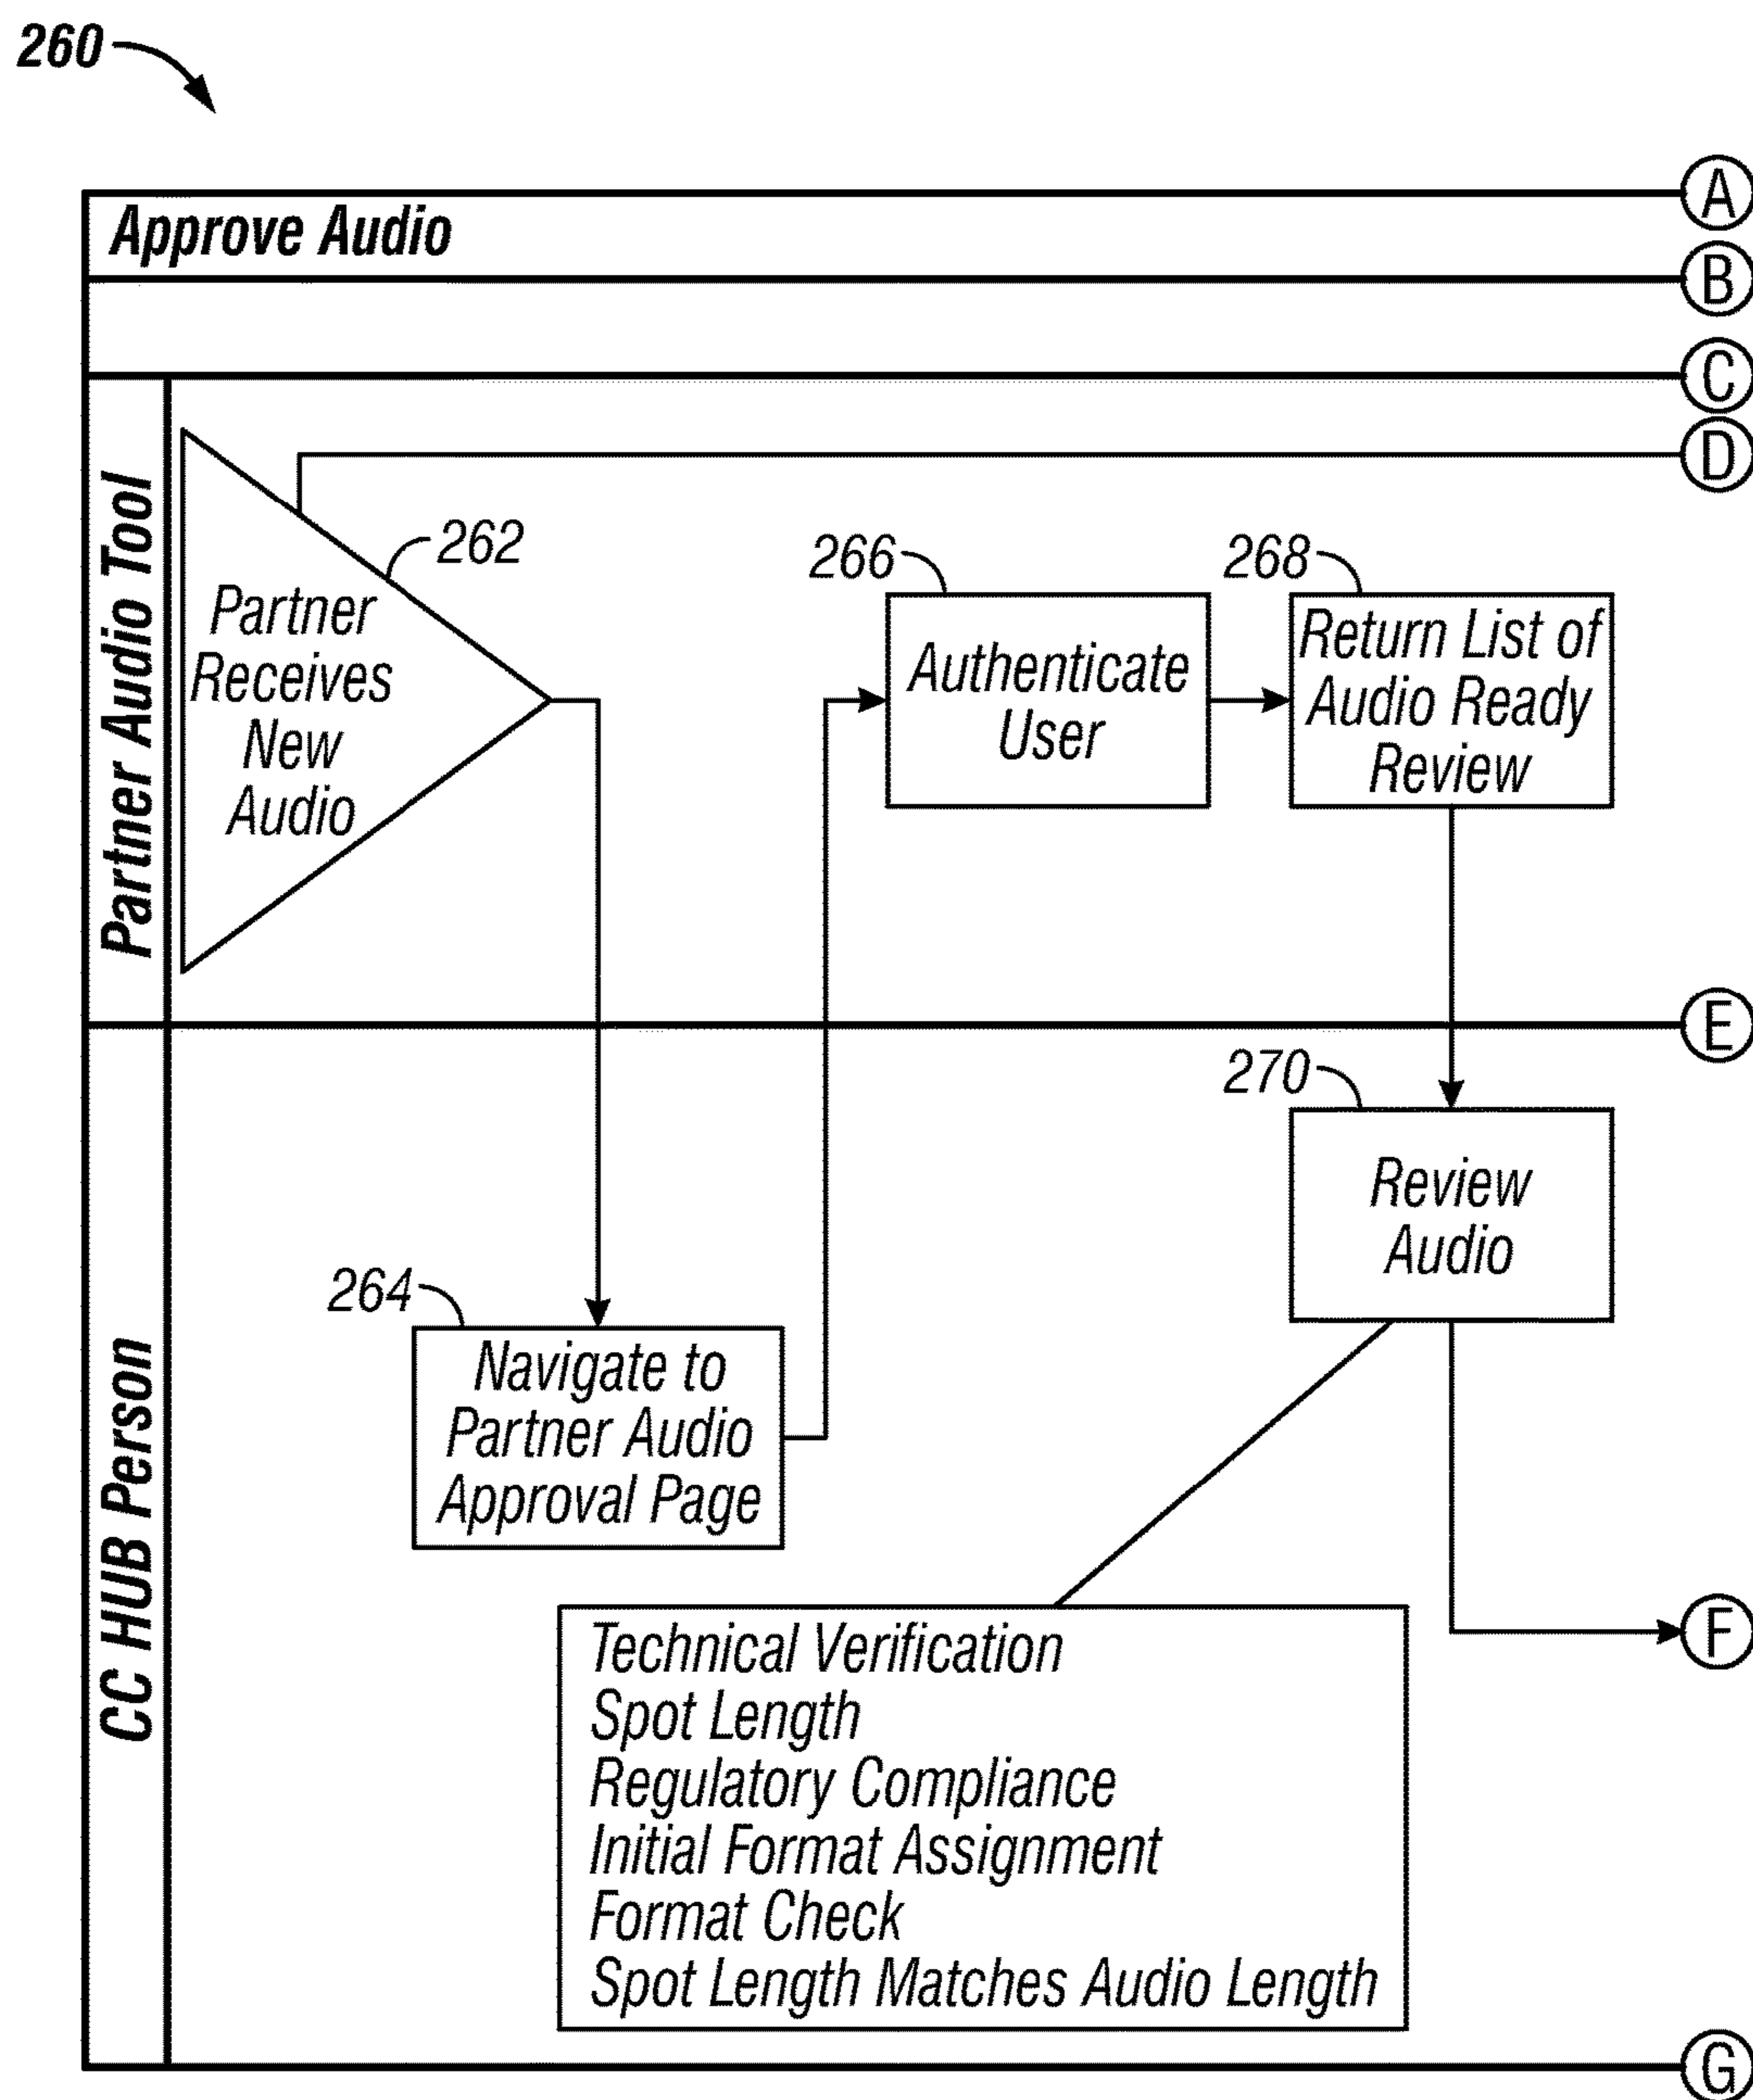 260
A
Approve Audio
B
C
D
Partner Audio Tool
262
Partner
Receives
New
Audio
266
Authenticate
User
268
Return List of
Audio Ready
Review
E
CC HUB Person
270
Review
Audio
264
Navigate to
Partner Audio
Approval Page
F
Technical Verification
Spot Length
Regulatory Compliance
Initial Format Assignment
Format Check
Spot Length Matches Audio Length
G